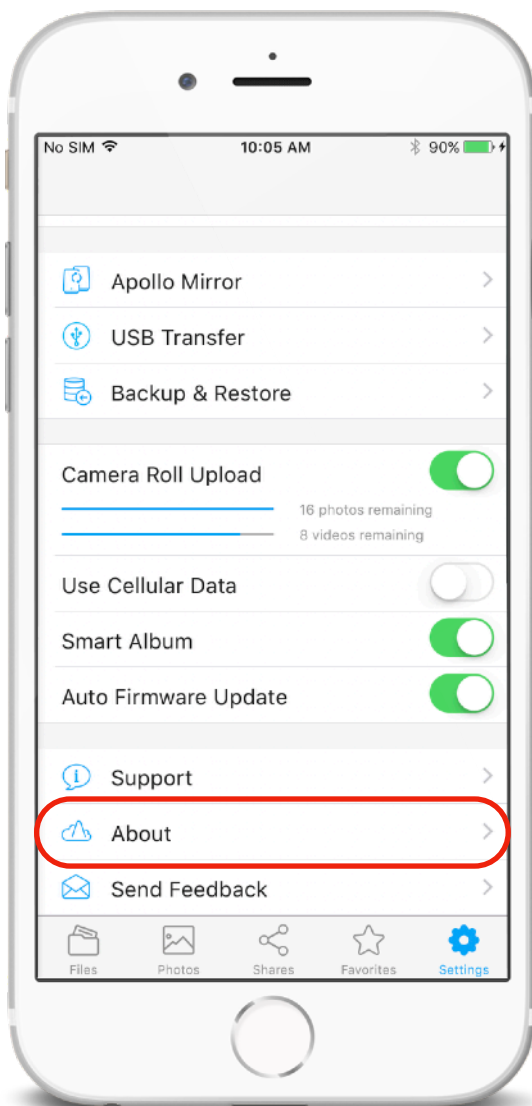 No SIM 10:05 AM 90%
Apollo Mirror
USB Transfer
Backup & Restore
Camera Roll Upload
16 photos remaining
8 videos remaining
Use Cellular Data
Smart Album
Auto Firmware Update
Support
About
Send Feedback
Files Photos Shares Favorites Settings